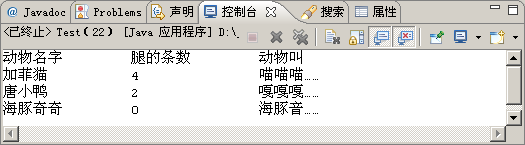 @ Javadoc Problems 声明 控制台 搜索 属性
<已终止> Test(22) [Java 应用程序] D:\.
动物名字 腿的条数 动物叫
加菲猫 4 喵喵喵……
唐小鸭 2 嘎嘎嘎……
海豚奇奇 0 海豚音……